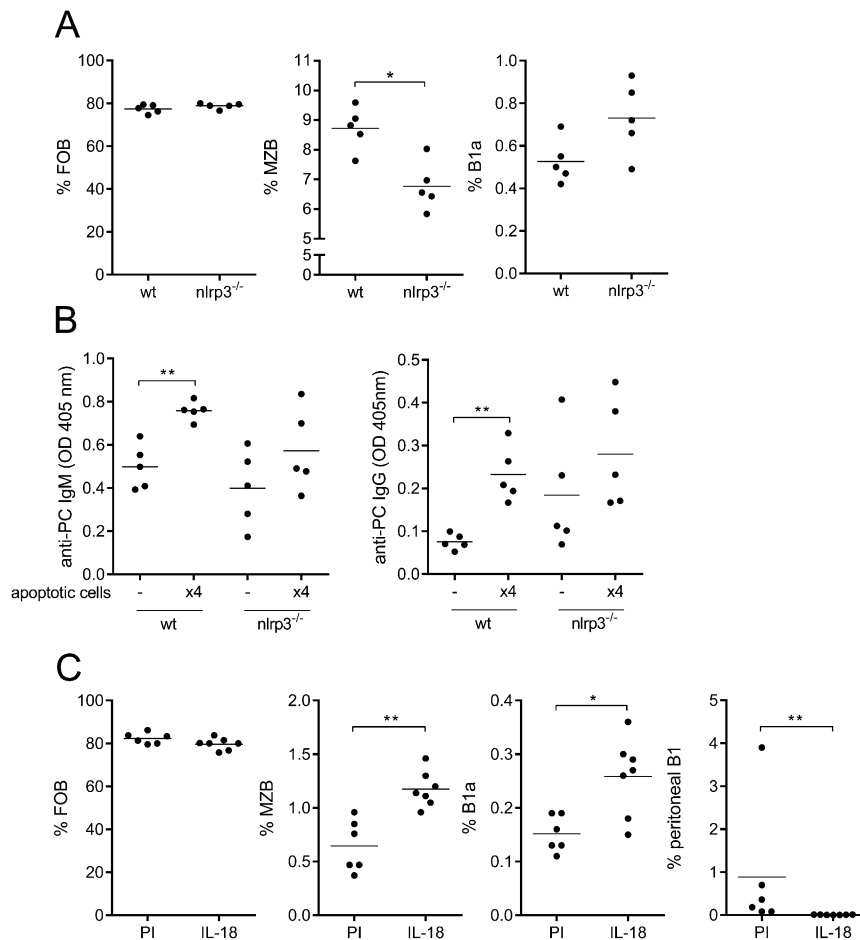 A
100
80
60
40
20
0
% FOB
wt
nlrp3-/-
11
10
9
8
7
6
5
5
0
% MZB
*
wt
nlrp3-/-
1.0
0.8
0.6
0.4
0.2
0.0
% B1a
wt
nlrp3-/-
B
1.0
0.8
0.6
0.4
0.2
0.0
anti-PC IgM (OD 405 nm)
**
apoptotic cells - x4 - x4
wt nlrp3-/-
0.5
0.4
0.3
0.2
0.1
0.0
anti-PC IgG (OD 405nm)
**
- x4 - x4
wt nlrp3-/-
C
100
80
60
40
20
0
% FOB
PI IL-18
2.0
1.5
1.0
0.5
0.0
% MZB
**
PI IL-18
0.4
0.3
0.2
0.1
0.0
% B1a
*
PI IL-18
5
4
3
2
1
0
% peritoneal B1
**
PI IL-18